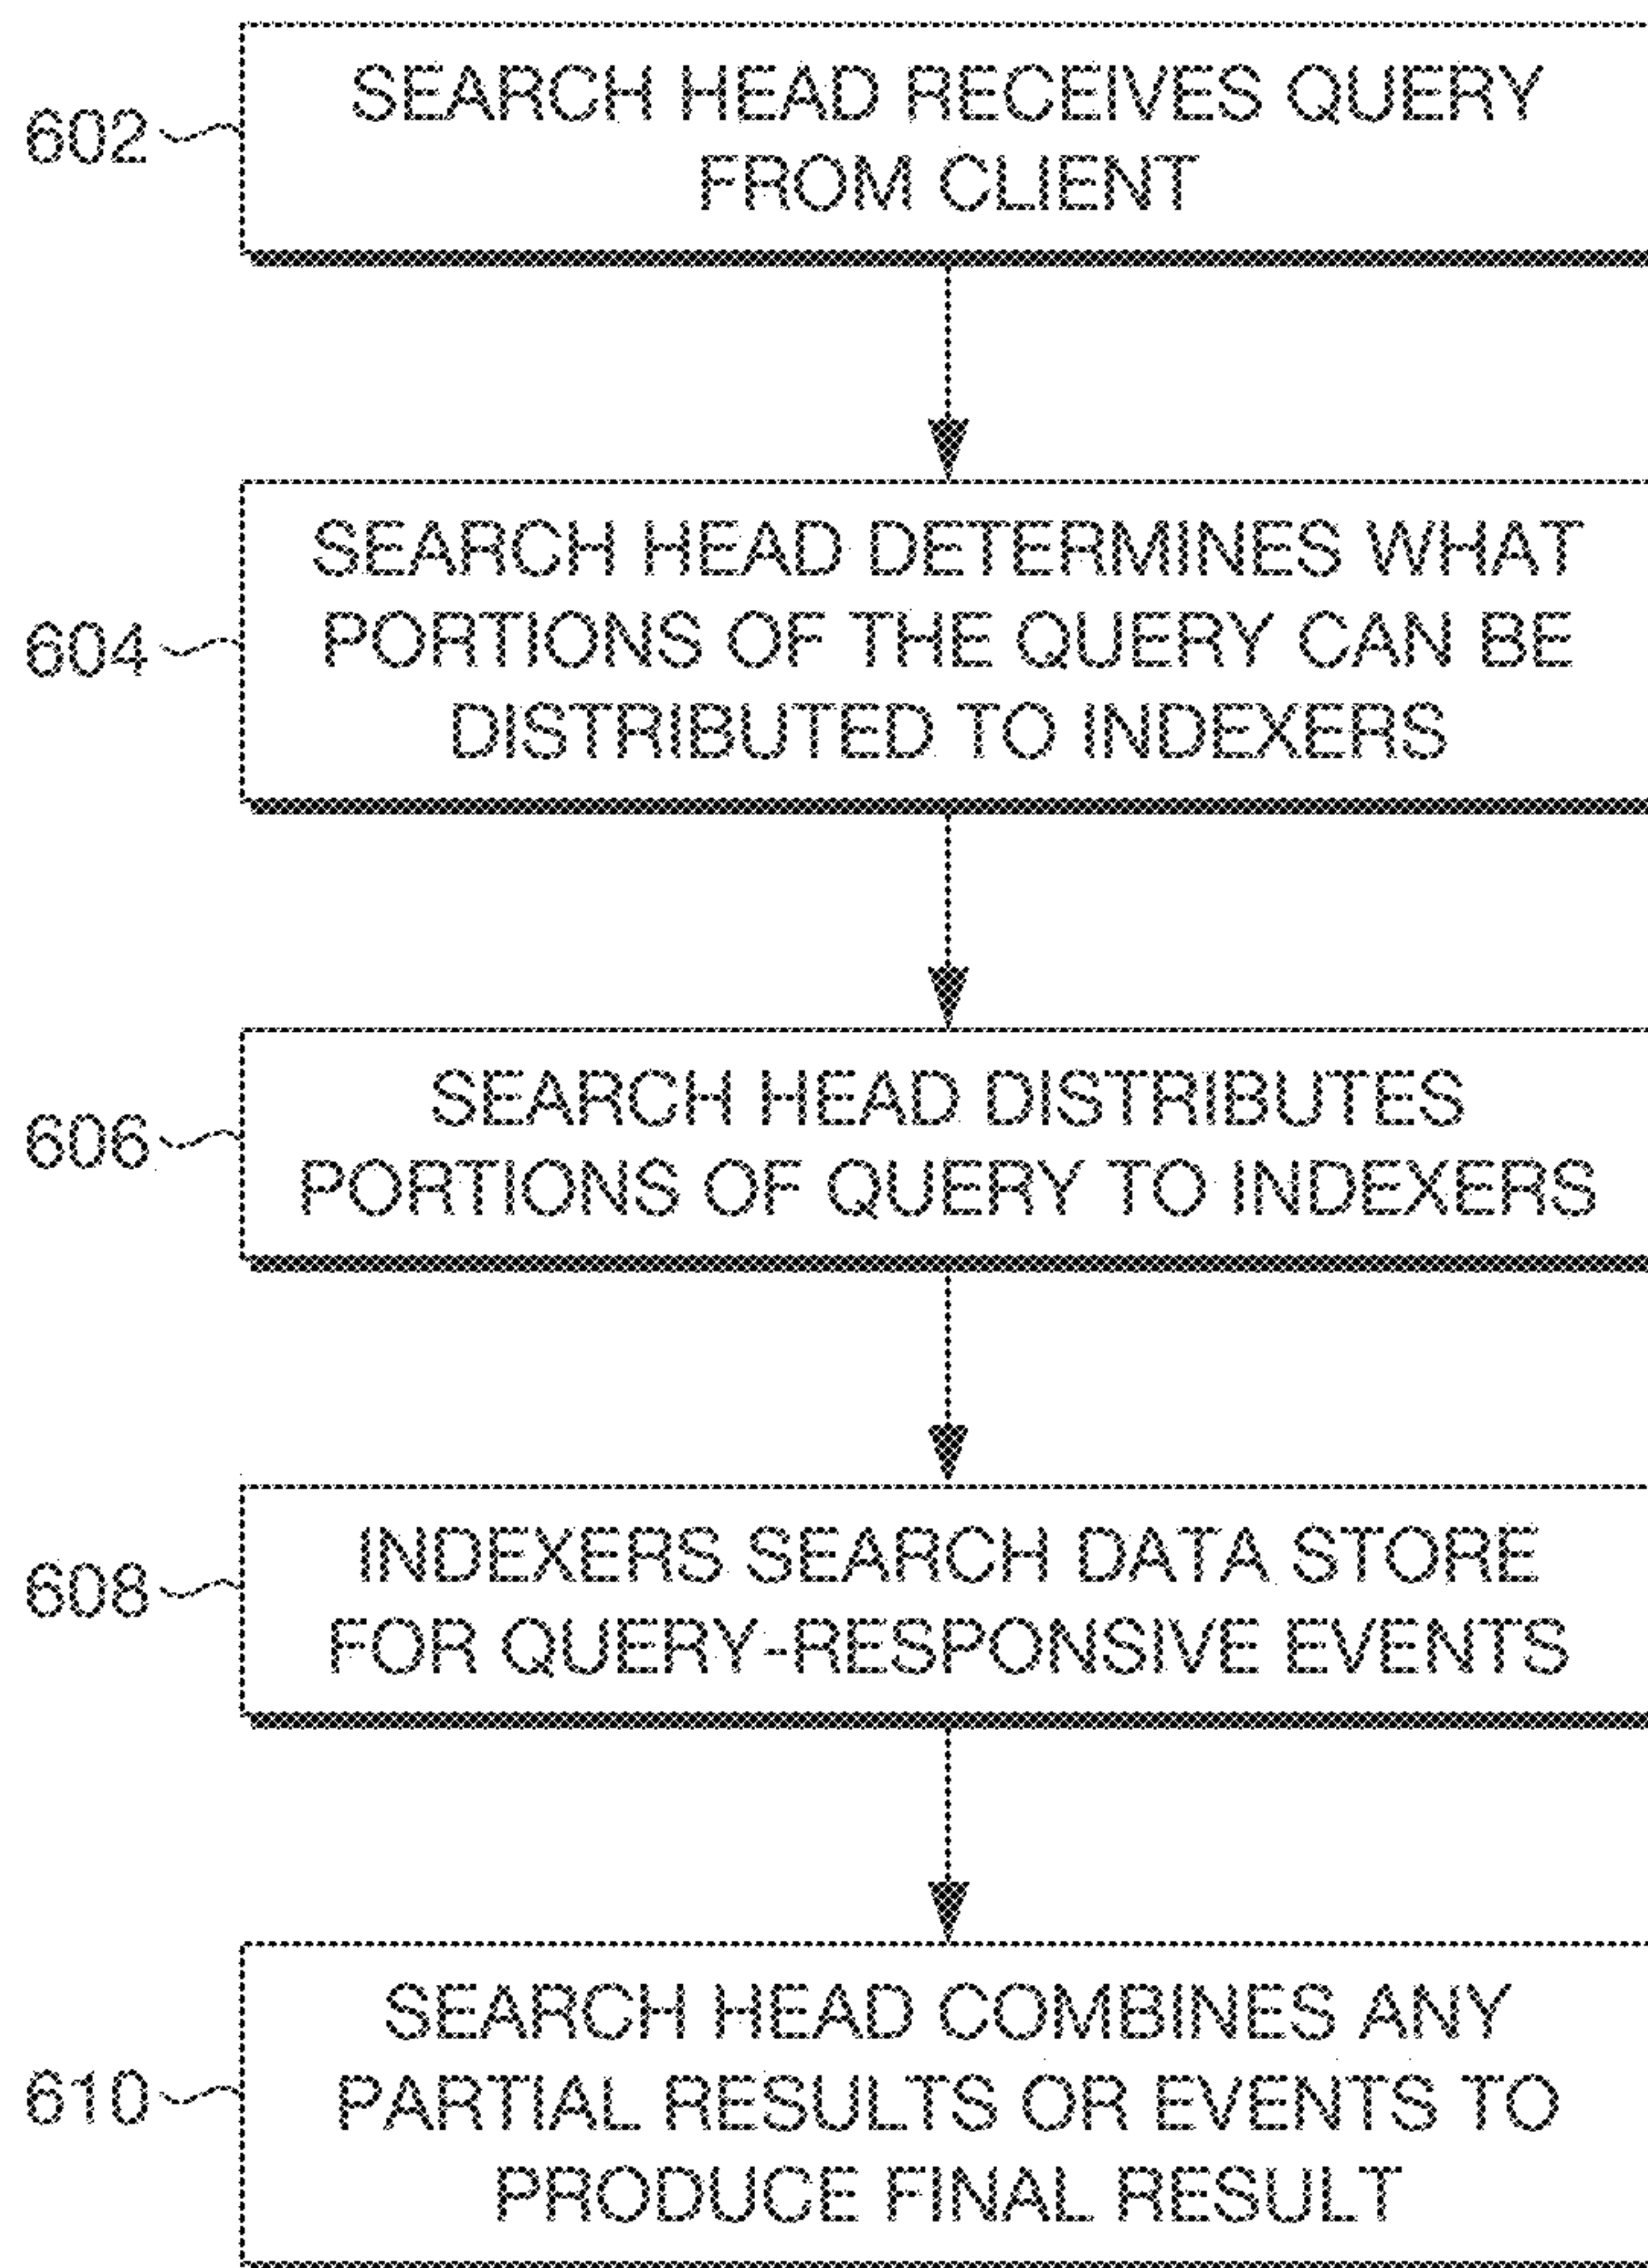 602
SEARCH HEAD RECEIVES QUERY
FROM CLIENT
604
SEARCH HEAD DETERMINES WHAT
PORTIONS OF THE QUERY CAN BE
DISTRIBUTED TO INDEXERS
606
SEARCH HEAD DISTRIBUTES
PORTIONS OF QUERY TO INDEXERS
608
INDEXERS SEARCH DATA STORE
FOR QUERY-RESPONSIVE EVENTS
610
SEARCH HEAD COMBINES ANY
PARTIAL RESULTS OR EVENTS TO
PRODUCE FINAL RESULT